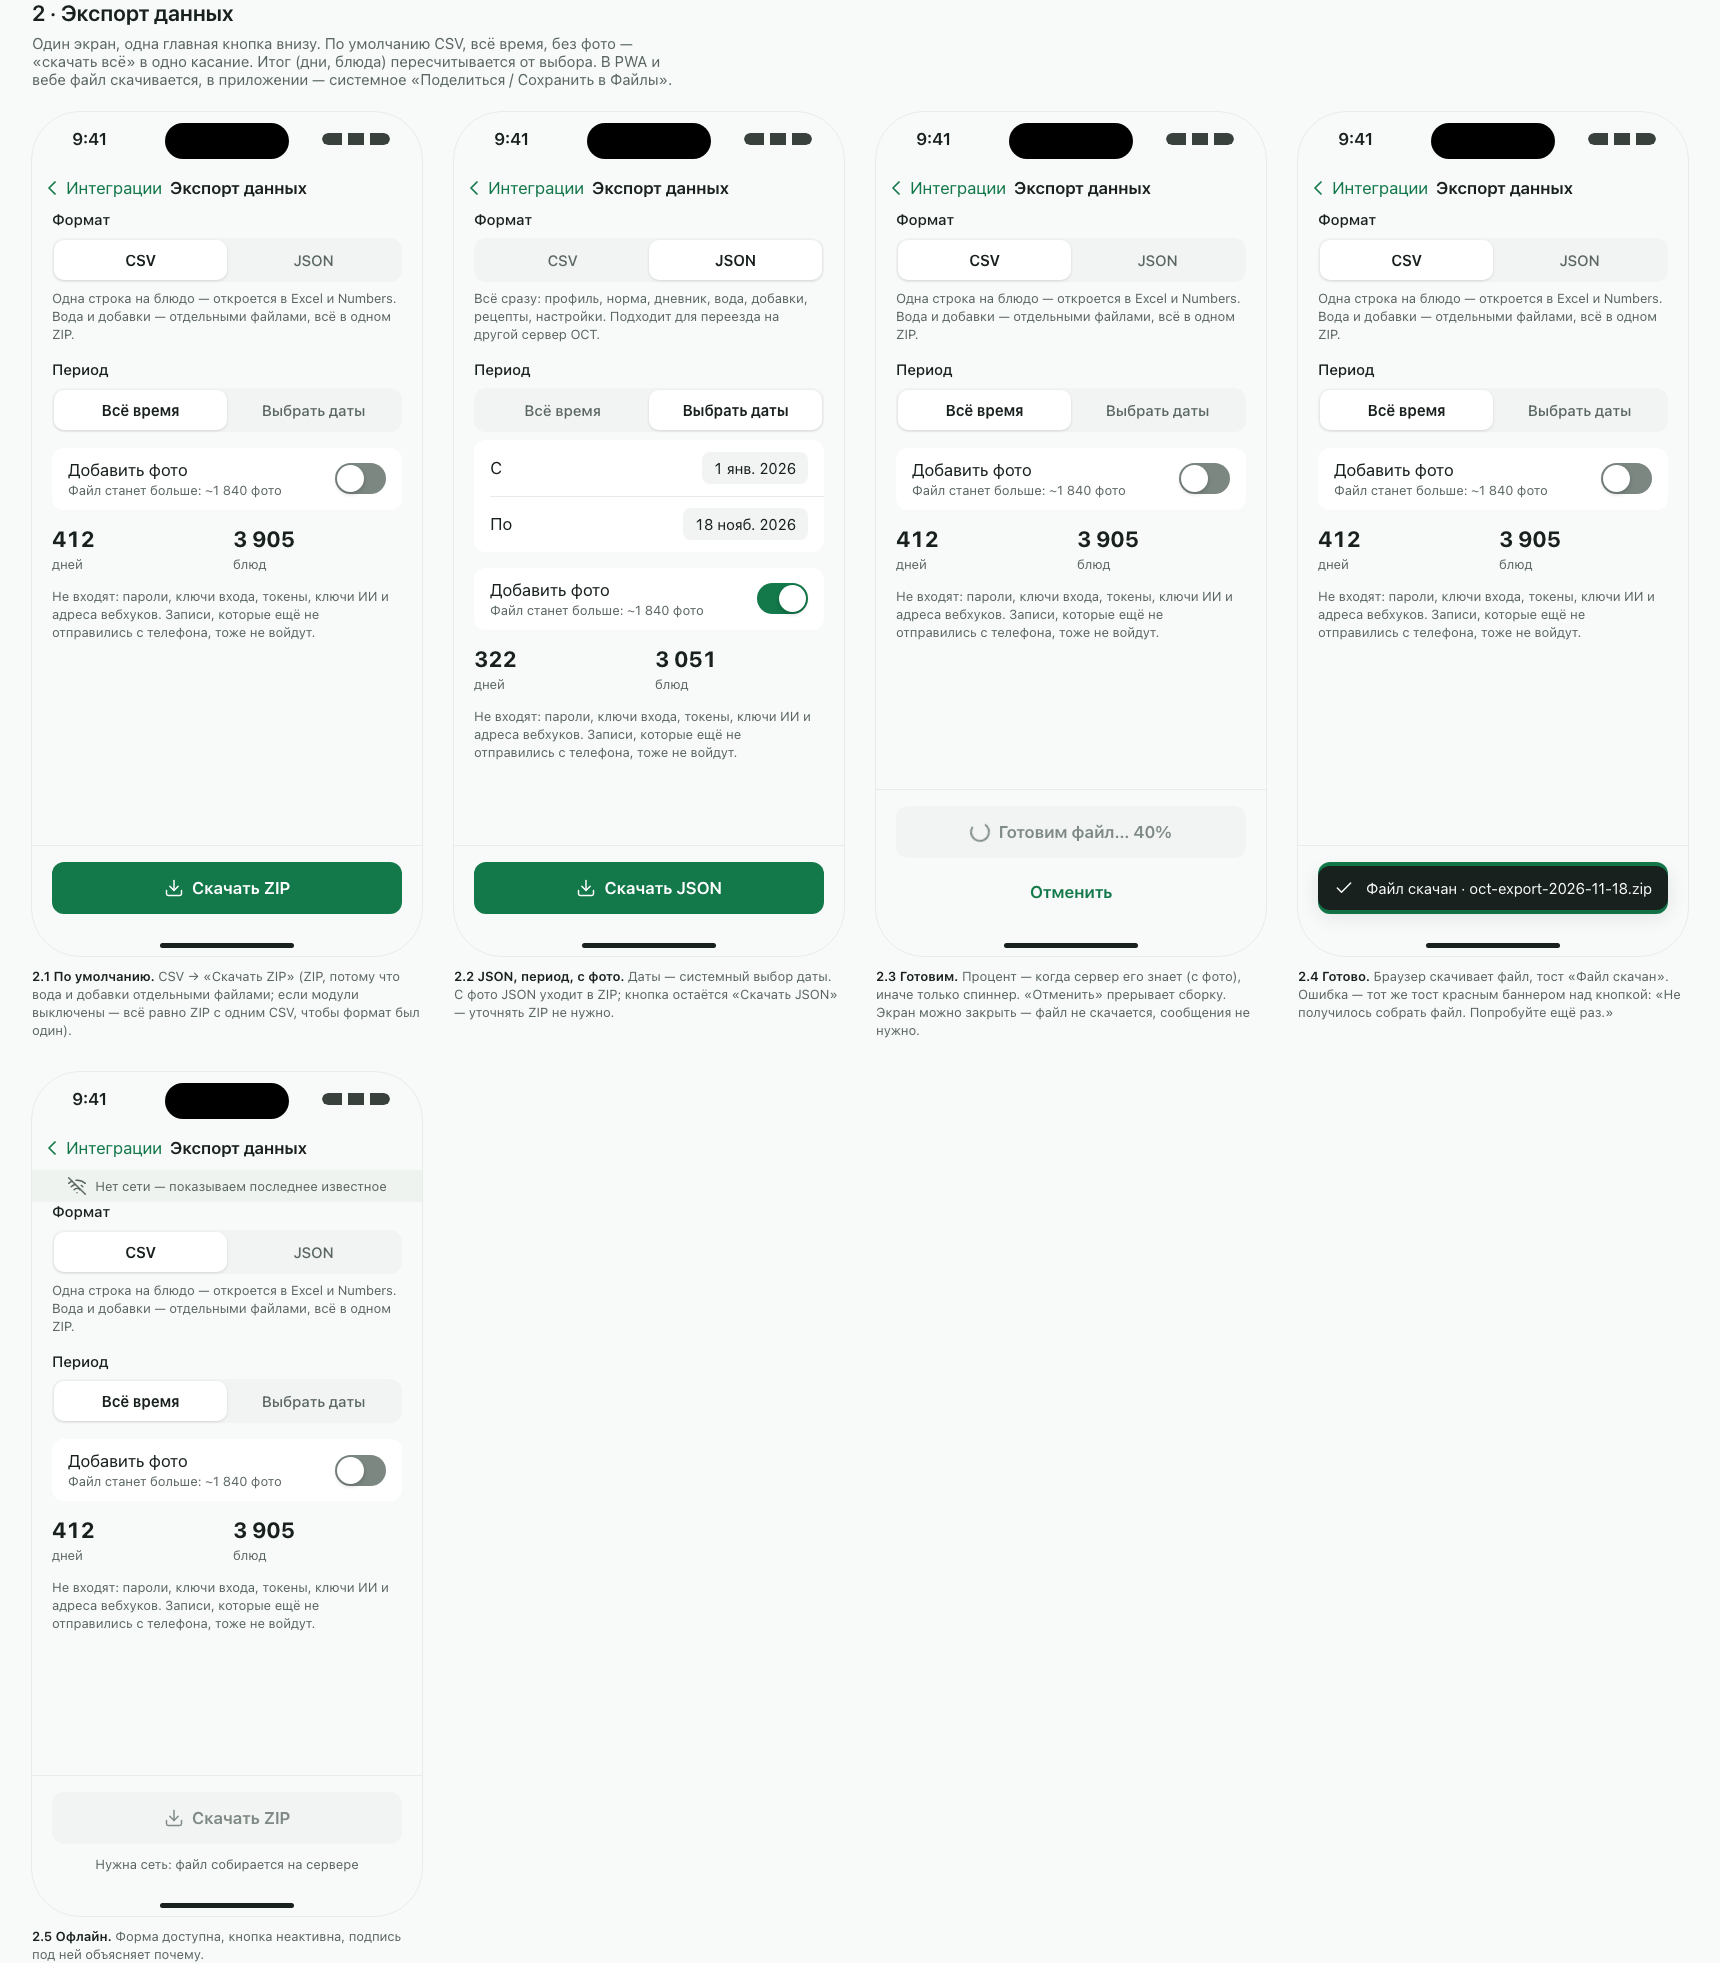 2 · Экспорт данных
Один экран, одна главная кнопка внизу. По умолчанию CSV, всё время, без фото —
«скачать всё» в одно касание. Итог (дни, блюда) пересчитывается от выбора. В PWA и
вебе файл скачивается, в приложении — системное «Поделиться / Сохранить в Файлы».
9:41
Интеграции Экспорт данных
Формат
CSV JSON
Одна строка на блюдо — откроется в Excel и Numbers.
Вода и добавки — отдельными файлами, всё в одном
ZIP.
Период
Всё время Выбрать даты
Добавить фото
Файл станет больше: ~1 840 фото
412 3 905
дней блюд
Не входят: пароли, ключи входа, токены, ключи ИИ и
адреса вебхуков. Записи, которые ещё не
отправились с телефона, тоже не войдут.
Скачать ZIP
2.1 По умолчанию. CSV → «Скачать ZIP» (ZIP, потому что
вода и добавки отдельными файлами; если модули
выключены — всё равно ZIP с одним CSV, чтобы формат был
один).
9:41
Интеграции Экспорт данных
Формат
CSV JSON
Всё сразу: профиль, норма, дневник, вода, добавки,
рецепты, настройки. Подходит для переезда на
другой сервер OCT.
Период
Всё время Выбрать даты
С 1 янв. 2026
По 18 нояб. 2026
Добавить фото
Файл станет больше: ~1 840 фото
322 3 051
дней блюд
Не входят: пароли, ключи входа, токены, ключи ИИ и
адреса вебхуков. Записи, которые ещё не
отправились с телефона, тоже не войдут.
Скачать JSON
2.2 JSON, период, с фото. Даты — системный выбор даты.
С фото JSON уходит в ZIP; кнопка остаётся «Скачать JSON»
— уточнять ZIP не нужно.
9:41
Интеграции Экспорт данных
Формат
CSV JSON
Одна строка на блюдо — откроется в Excel и Numbers.
Вода и добавки — отдельными файлами, всё в одном
ZIP.
Период
Всё время Выбрать даты
Добавить фото
Файл станет больше: ~1 840 фото
412 3 905
дней блюд
Не входят: пароли, ключи входа, токены, ключи ИИ и
адреса вебхуков. Записи, которые ещё не
отправились с телефона, тоже не войдут.
Готовим файл... 40%
Отменить
2.3 Готовим. Процент — когда сервер его знает (с фото),
иначе только спиннер. «Отменить» прерывает сборку.
Экран можно закрыть — файл не скачается, сообщения не
нужно.
9:41
Интеграции Экспорт данных
Формат
CSV JSON
Одна строка на блюдо — откроется в Excel и Numbers.
Вода и добавки — отдельными файлами, всё в одном
ZIP.
Период
Всё время Выбрать даты
Добавить фото
Файл станет больше: ~1 840 фото
412 3 905
дней блюд
Не входят: пароли, ключи входа, токены, ключи ИИ и
адреса вебхуков. Записи, которые ещё не
отправились с телефона, тоже не войдут.
Файл скачан · oct-export-2026-11-18.zip
2.4 Готово. Браузер скачивает файл, тост «Файл скачан».
Ошибка — тот же тост красным баннером над кнопкой: «Не
получилось собрать файл. Попробуйте ещё раз.»
9:41
Интеграции Экспорт данных
Нет сети — показываем последнее известное
Формат
CSV JSON
Одна строка на блюдо — откроется в Excel и Numbers.
Вода и добавки — отдельными файлами, всё в одном
ZIP.
Период
Всё время Выбрать даты
Добавить фото
Файл станет больше: ~1 840 фото
412 3 905
дней блюд
Не входят: пароли, ключи входа, токены, ключи ИИ и
адреса вебхуков. Записи, которые ещё не
отправились с телефона, тоже не войдут.
Скачать ZIP
Нужна сеть: файл собирается на сервере
2.5 Офлайн. Форма доступна, кнопка неактивна, подпись
под ней объясняет почему.